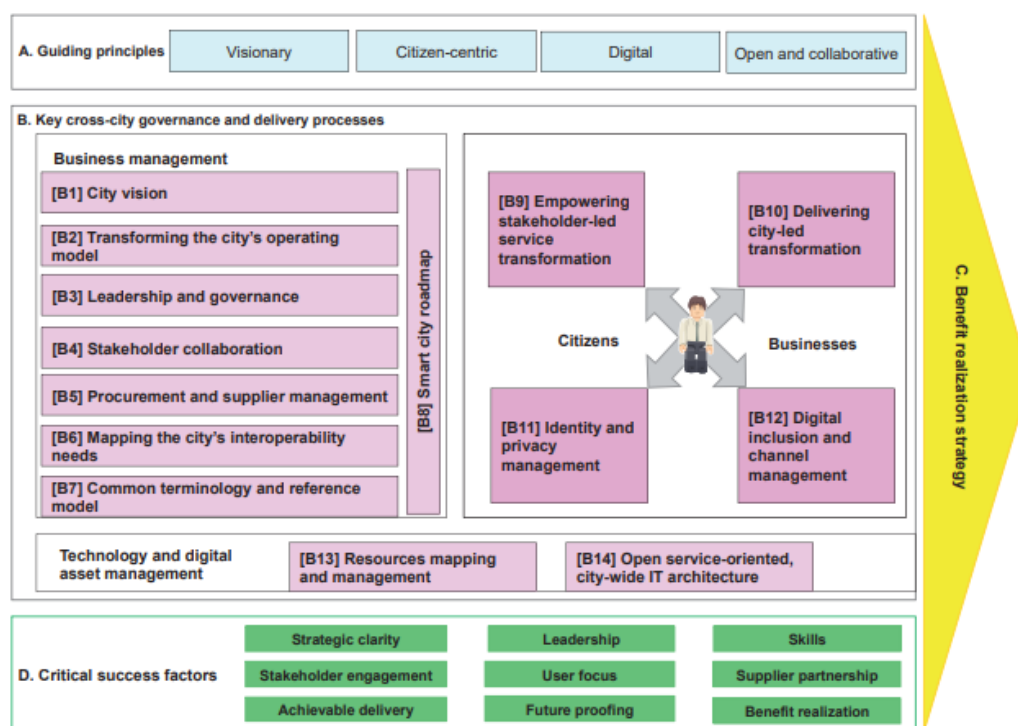 A. Guiding principles
Visionary
Citizen-centric
Digital
Open and collaborative
B. Key cross-city governance and delivery processes
Business management
[B1] City vision
[B2] Transforming the city's operating
model
[B3] Leadership and governance
[B4] Stakeholder collaboration
[B5] Procurement and supplier management
[B6] Mapping the city's interoperability
needs
[B7] Common terminology and reference
model
[B8] Smart city roadmap
[B9] Empowering
stakeholder-led
service
transformation
[B10] Delivering
city-led
transformation
Citizens
Businesses
[B11] Identity and
privacy
management
[B12] Digital
inclusion and
channel
management
Technology and digital
asset management
[B13] Resources mapping
and management
[B14] Open service-oriented,
city-wide IT architecture
C. Benefit realization strategy
D. Critical success factors
Strategic clarity
Leadership
Skills
Stakeholder engagement
User focus
Supplier partnership
Achievable delivery
Future proofing
Benefit realization